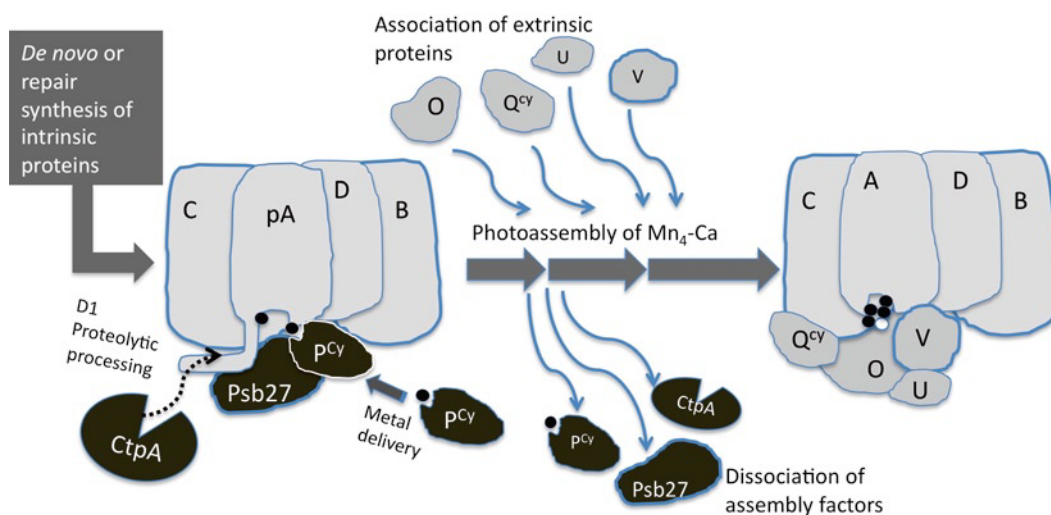 De novo or
repair
synthesis of
intrinsic
proteins
Association of extrinsic
proteins
O
Qcy
U
V
C
pA
D
B
Photoassembly of Mn4-Ca
C
A
D
B
D1
Proteolytic
processing
CtpA
Psb27
PCy
Metal
delivery
PCy
PCy
Psb27
CtpA
Dissociation of
assembly factors
Qcy
O
V
U